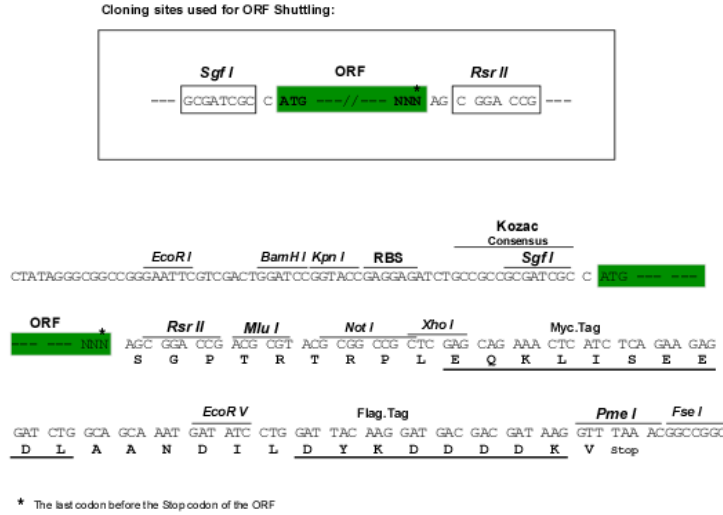 Cloning sites used for ORF Shuttling:
Sgf I ORF Rsr II
*
--- GCGATCGC C ATG ---//--- NNN AG C GGA CCG ---
Kozac
Consensus
EcoR I BamH I Kpn I RBS Sgf I
CTATAGGGCGGCCGGGAATTCGTCGACTGGATCCGGTACCGAGGAGATCTGCCGCCGCGATCGC C ATG --- ---
ORF * Rsr II Mlu I Not I Xho I Myc.Tag
--- --- NNN AGC GGA CCG ACG CGT ACG CGG CCG CTC GAG CAG AAA CTC ATC TCA GAA GAG
S G P T R T R P L E Q K L I S E E
EcoR V Flag.Tag Pme I Fse I
GAT CTG GCA GCA AAT GAT ATC CTG GAT TAC AAG GAT GAC GAC GAT AAG GTT TAA ACGGCCGGC
D L A A N D I L D Y K D D D D K V Stop
* The last codon before the Stop codon of the ORF